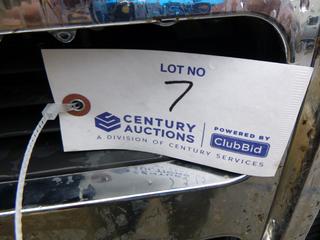 LOT NO
7
CENTURY
AUCTIONS
A DIVISION OF CENTURY SERVICES
POWERED BY
ClubBid